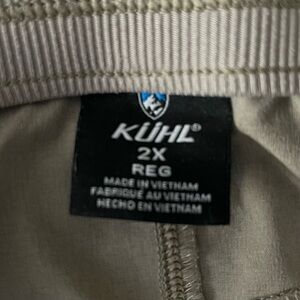 KÜHL®
2X
REG
MADE IN VIETNAM
FABRIQUÉ AU VIETNAM
HECHO EN VIETNAM